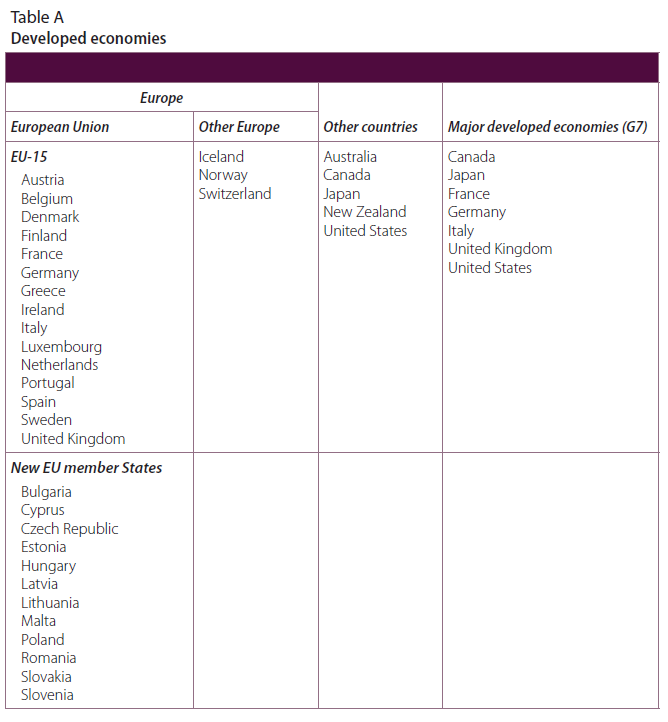 Table A
Developed economies
Europe
European Union
Other Europe
Other countries
Major developed economies (G7)
EU-15
Austria
Belgium
Denmark
Finland
France
Germany
Greece
Ireland
Italy
Luxembourg
Netherlands
Portugal
Spain
Sweden
United Kingdom
Iceland
Norway
Switzerland
Australia
Canada
Japan
New Zealand
United States
Canada
Japan
France
Germany
Italy
United Kingdom
United States
New EU member States
Bulgaria
Cyprus
Czech Republic
Estonia
Hungary
Latvia
Lithuania
Malta
Poland
Romania
Slovakia
Slovenia